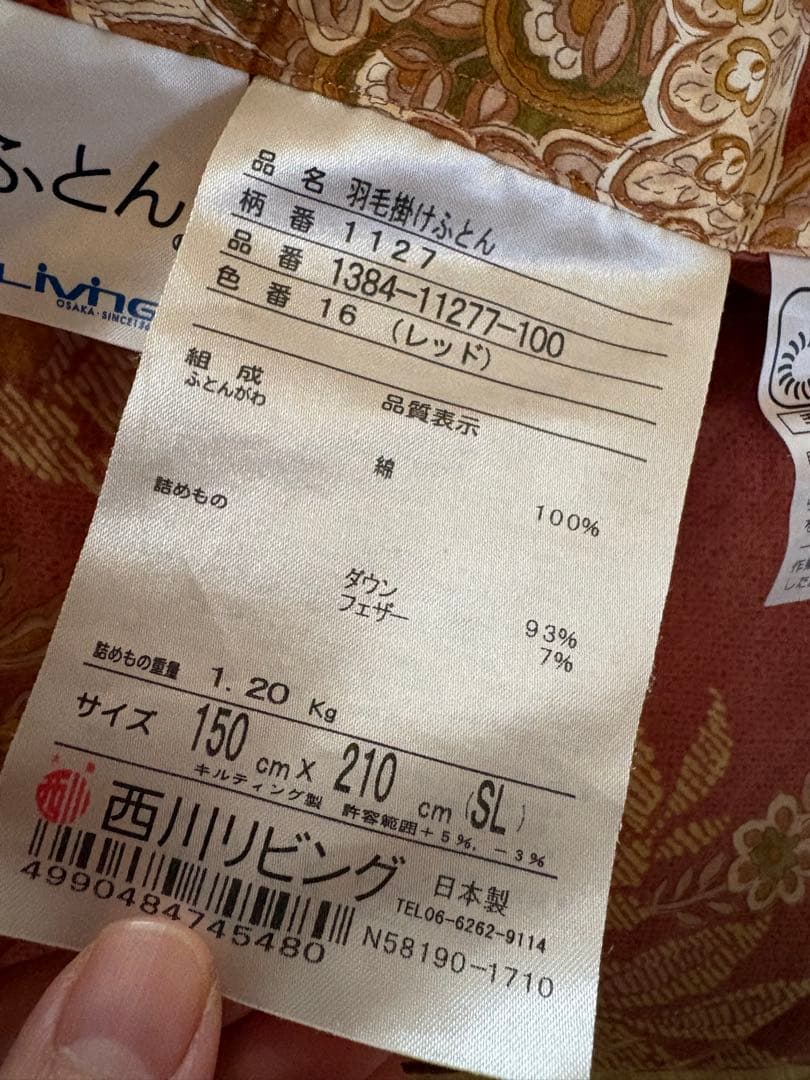 ふとん。
Living
OSAKA·SINCE
品名 羽毛掛けふとん
柄番 1127
品番 1384-11277-100
色番 16 (レッド)
品質表示
組成
ふとんがわ
綿 100%
詰めもの
ダウン 93%
フェザー 7%
詰めもの重量 1.20 Kg
サイズ 150cm X 210cm (SL)
キルティング製 許容範囲+5%, -3%
西川
西川リビング 日本製
TEL06-6262-9114
4990484745480
N58190-1710